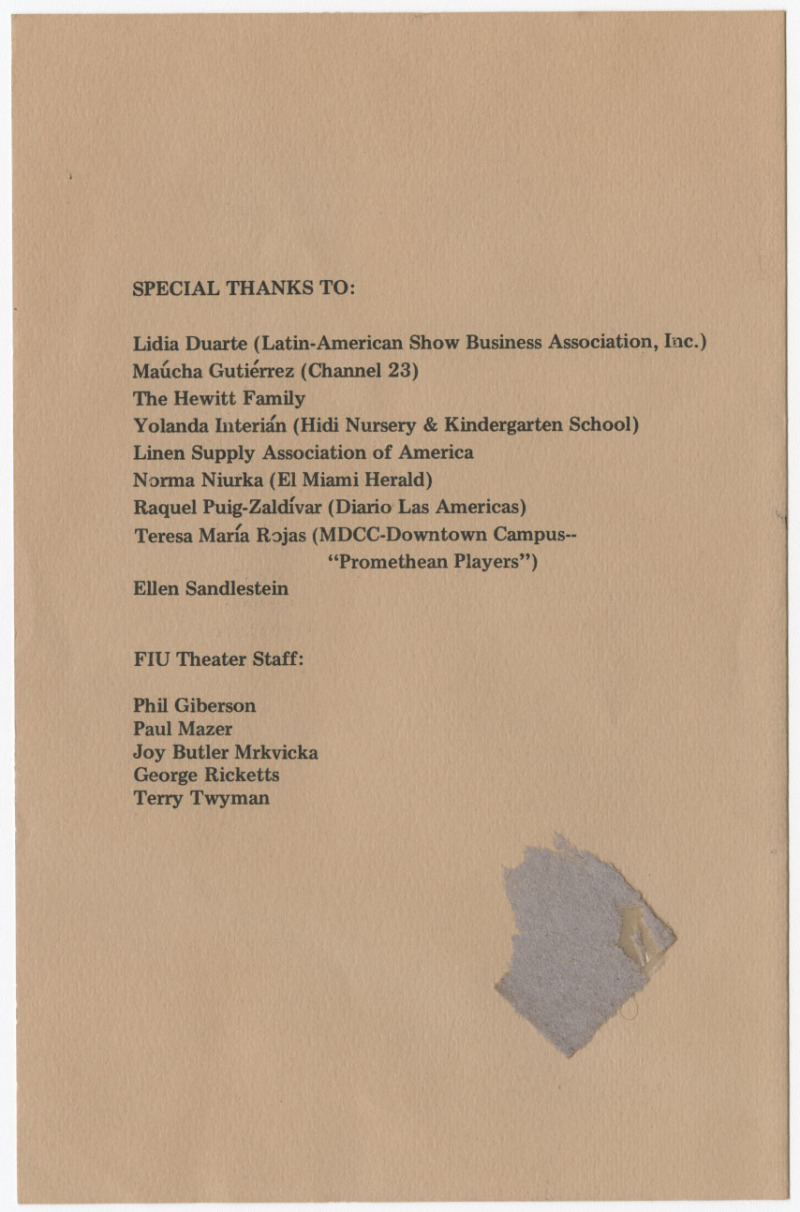 SPECIAL THANKS TO:
Lidia Duarte (Latin-American Show Business Association, Inc.)
Maúcha Gutiérrez (Channel 23)
The Hewitt Family
Yolanda Interián (Hidi Nursery & Kindergarten School)
Linen Supply Association of America
Norma Niurka (El Miami Herald)
Raquel Puig-Zaldívar (Diario Las Americas)
Teresa María Rojas (MDCC-Downtown Campus--
“Promethean Players”)
Ellen Sandlestein
FIU Theater Staff:
Phil Giberson
Paul Mazer
Joy Butler Mrkvicka
George Ricketts
Terry Twyman